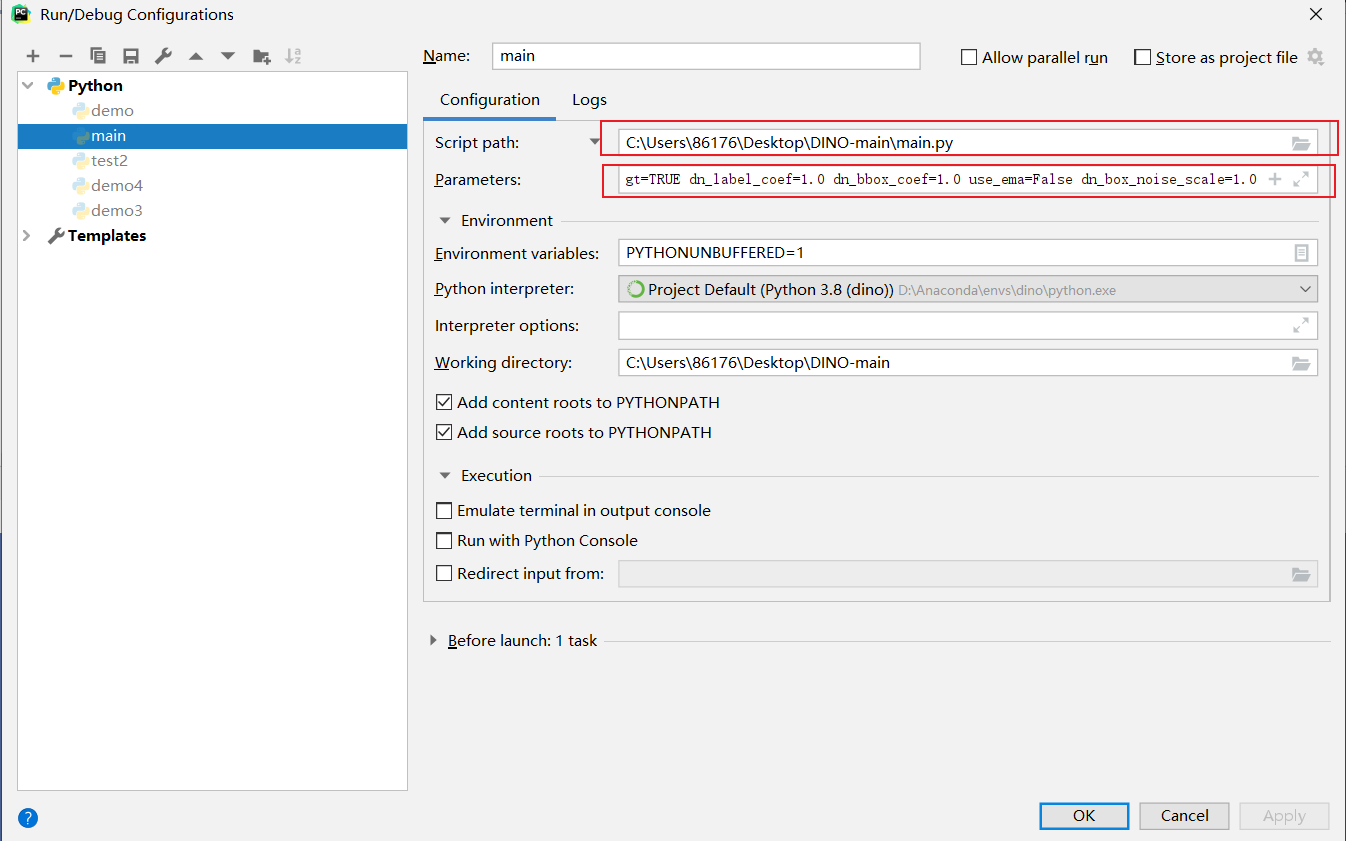 PC
Run/Debug Configurations
Name: main
Allow parallel run
Store as project file
Python
demo
main
test2
demo4
demo3
Templates
Configuration Logs
Script path: C:\Users\86176\Desktop\DINO-main\main.py
Parameters: gt=TRUE dn_label_coef=1.0 dn_bbox_coef=1.0 use_ema=False dn_box_noise_scale=1.0
Environment
Environment variables: PYTHONUNBUFFERED=1
Python interpreter: Project Default (Python 3.8 (dino)) D:\Anaconda\envs\dino\python.exe
Interpreter options:
Working directory: C:\Users\86176\Desktop\DINO-main
Add content roots to PYTHONPATH
Add source roots to PYTHONPATH
Execution
Emulate terminal in output console
Run with Python Console
Redirect input from:
Before launch: 1 task
?
OK Cancel Apply